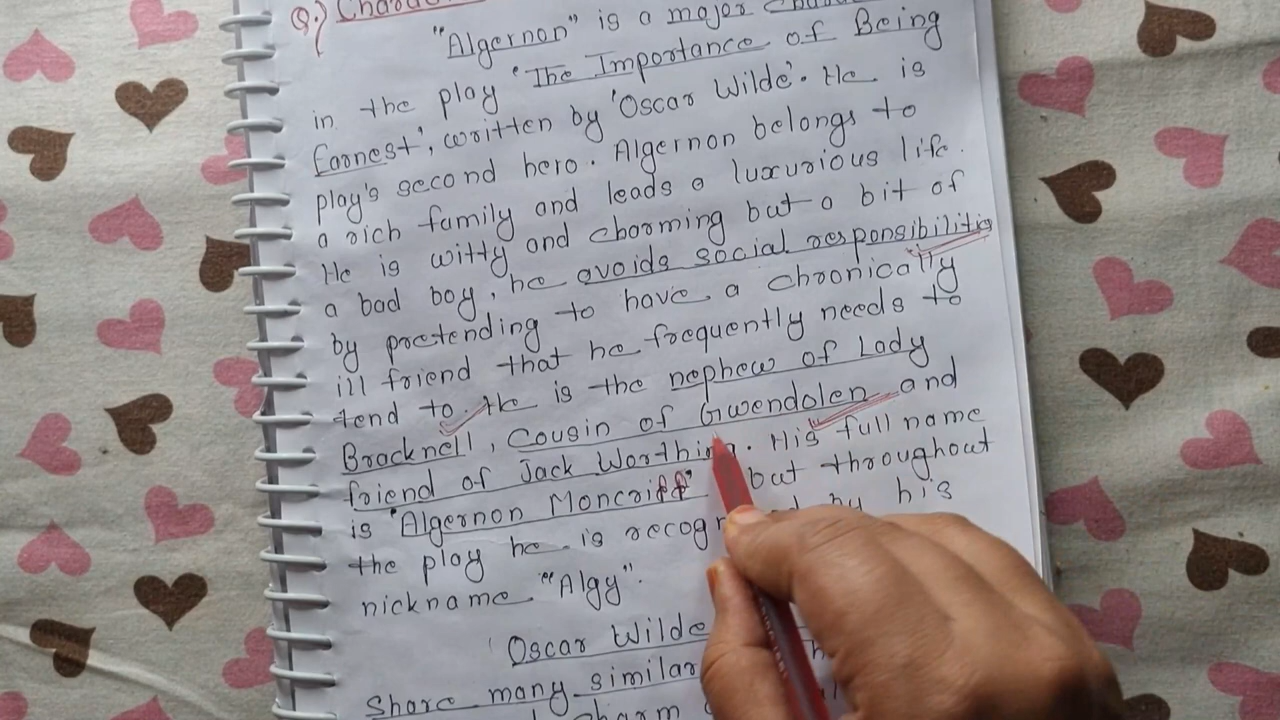 Q.)
"Algernon" is a major
in the play 'The Importance of Being
Earnest', written by 'Oscar Wilde'. He is
play's second hero. Algernon belongs to
a rich family and leads a luxurious life.
He is witty and charming but a bit of
a bad boy, he avoids social responsibilitis
by pretending to have a chronically
ill friend that he frequently needs to
tend to. He is the nephew of Lady
Bracknell, Cousin of Gwendolen and
friend of Jack Worthing. His full name
is "Algernon Moncriff" but throughout
the play he is by his
nickname "Algy".
Oscar Wilde
Share many similar
charm